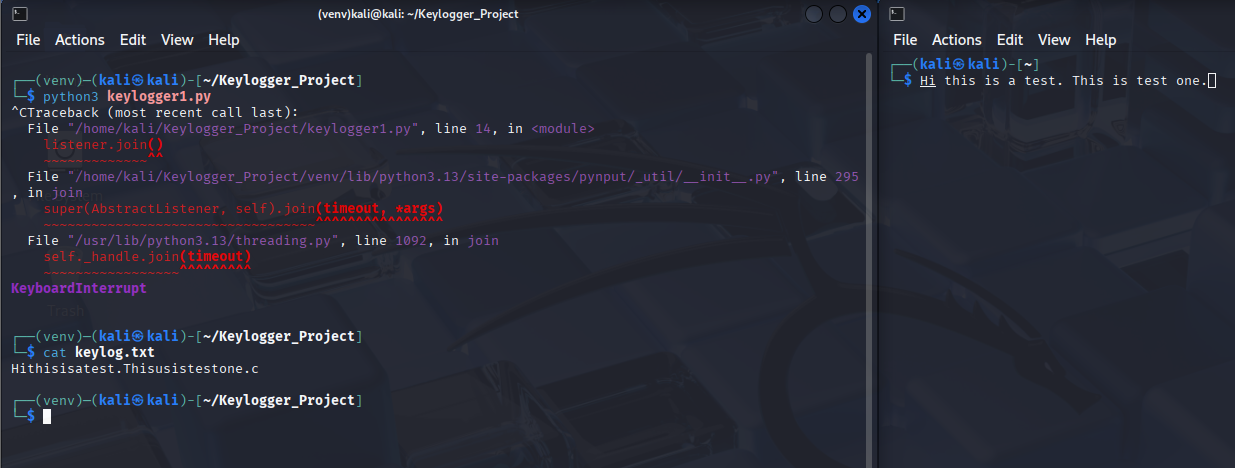 (venv)kali@kali: ~/Keylogger_Project
File Actions Edit View Help
┌──(venv)─(kali㉿kali)-[~/Keylogger_Project]
└─$ python3 keylogger1.py
^CTraceback (most recent call last):
  File "/home/kali/Keylogger_Project/keylogger1.py", line 14, in <module>
    listener.join()
    ~~~~~~~~~~~~~^^
  File "/home/kali/Keylogger_Project/venv/lib/python3.13/site-packages/pynput/_util/__init__.py", line 295
, in join
    super(AbstractListener, self).join(timeout, *args)
    ~~~~~~~~~~~~~~~~~~~~~~~~~~~~~~~~~~^^^^^^^^^^^^^^^^
  File "/usr/lib/python3.13/threading.py", line 1092, in join
    self._handle.join(timeout)
    ~~~~~~~~~~~~~~~~~^^^^^^^^^
KeyboardInterrupt
Trash
┌──(venv)─(kali㉿kali)-[~/Keylogger_Project]
└─$ cat keylog.txt
Hithisisatest.Thisusistestone.c
┌──(venv)─(kali㉿kali)-[~/Keylogger_Project]
└─$
File Actions Edit View Help
┌──(kali㉿kali)-[~]
└─$ Hi this is a test. This is test one.